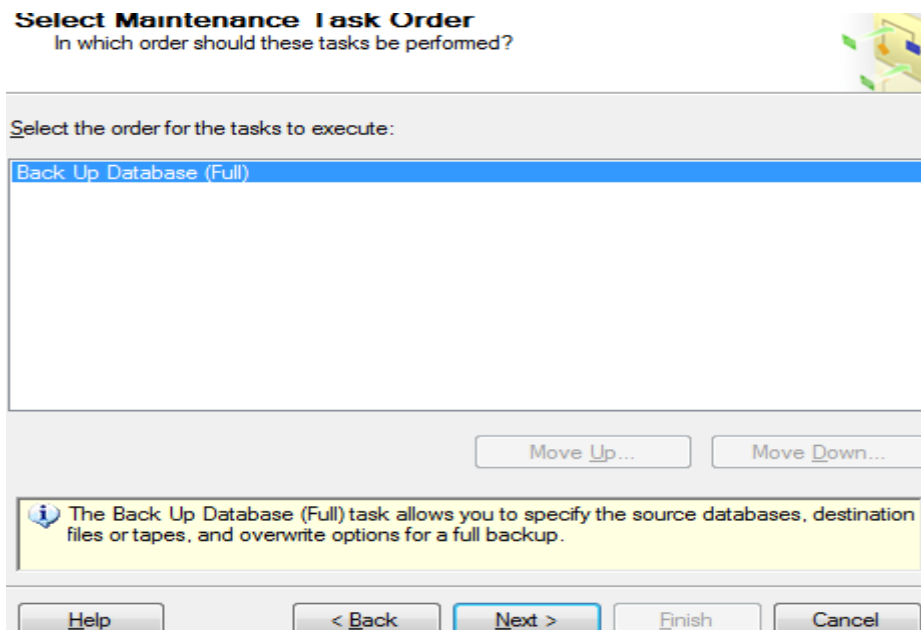 Select Maintenance Task Order
In which order should these tasks be performed?
Select the order for the tasks to execute:
Back Up Database (Full)
Move Up...
Move Down...
The Back Up Database (Full) task allows you to specify the source databases, destination
files or tapes, and overwrite options for a full backup.
Help
< Back
Next >
Finish
Cancel